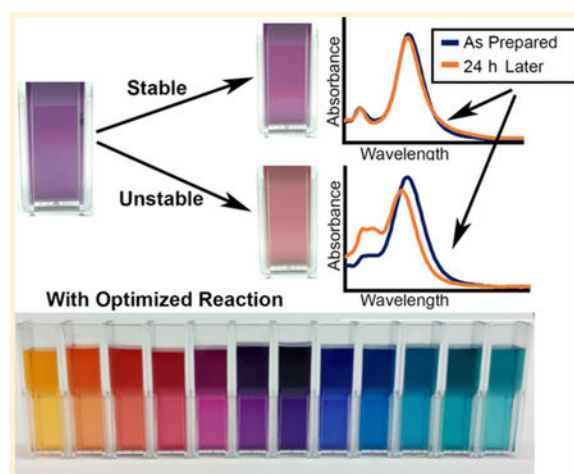 Stable
Unstable
Absorbance
Wavelength
As Prepared
24 h Later
Absorbance
Wavelength
With Optimized Reaction